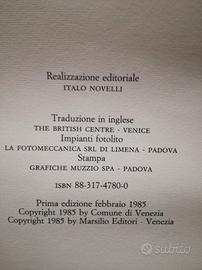 Realizzazione editoriale
ITALO NOVELLI
Traduzione in inglese
THE BRITISH CENTRE - VENICE
Impianti fotolito
LA FOTOMECCANICA SRL DI LIMENA - PADOVA
Stampa
GRAFICHE MUZZIO SPA - PADOVA
ISBN 88-317-4780-0
Prima edizione febbraio 1985
Copyright 1985 by Comune di Venezia
Copyright 1985 by Marsilio Editori - Venezia
subito